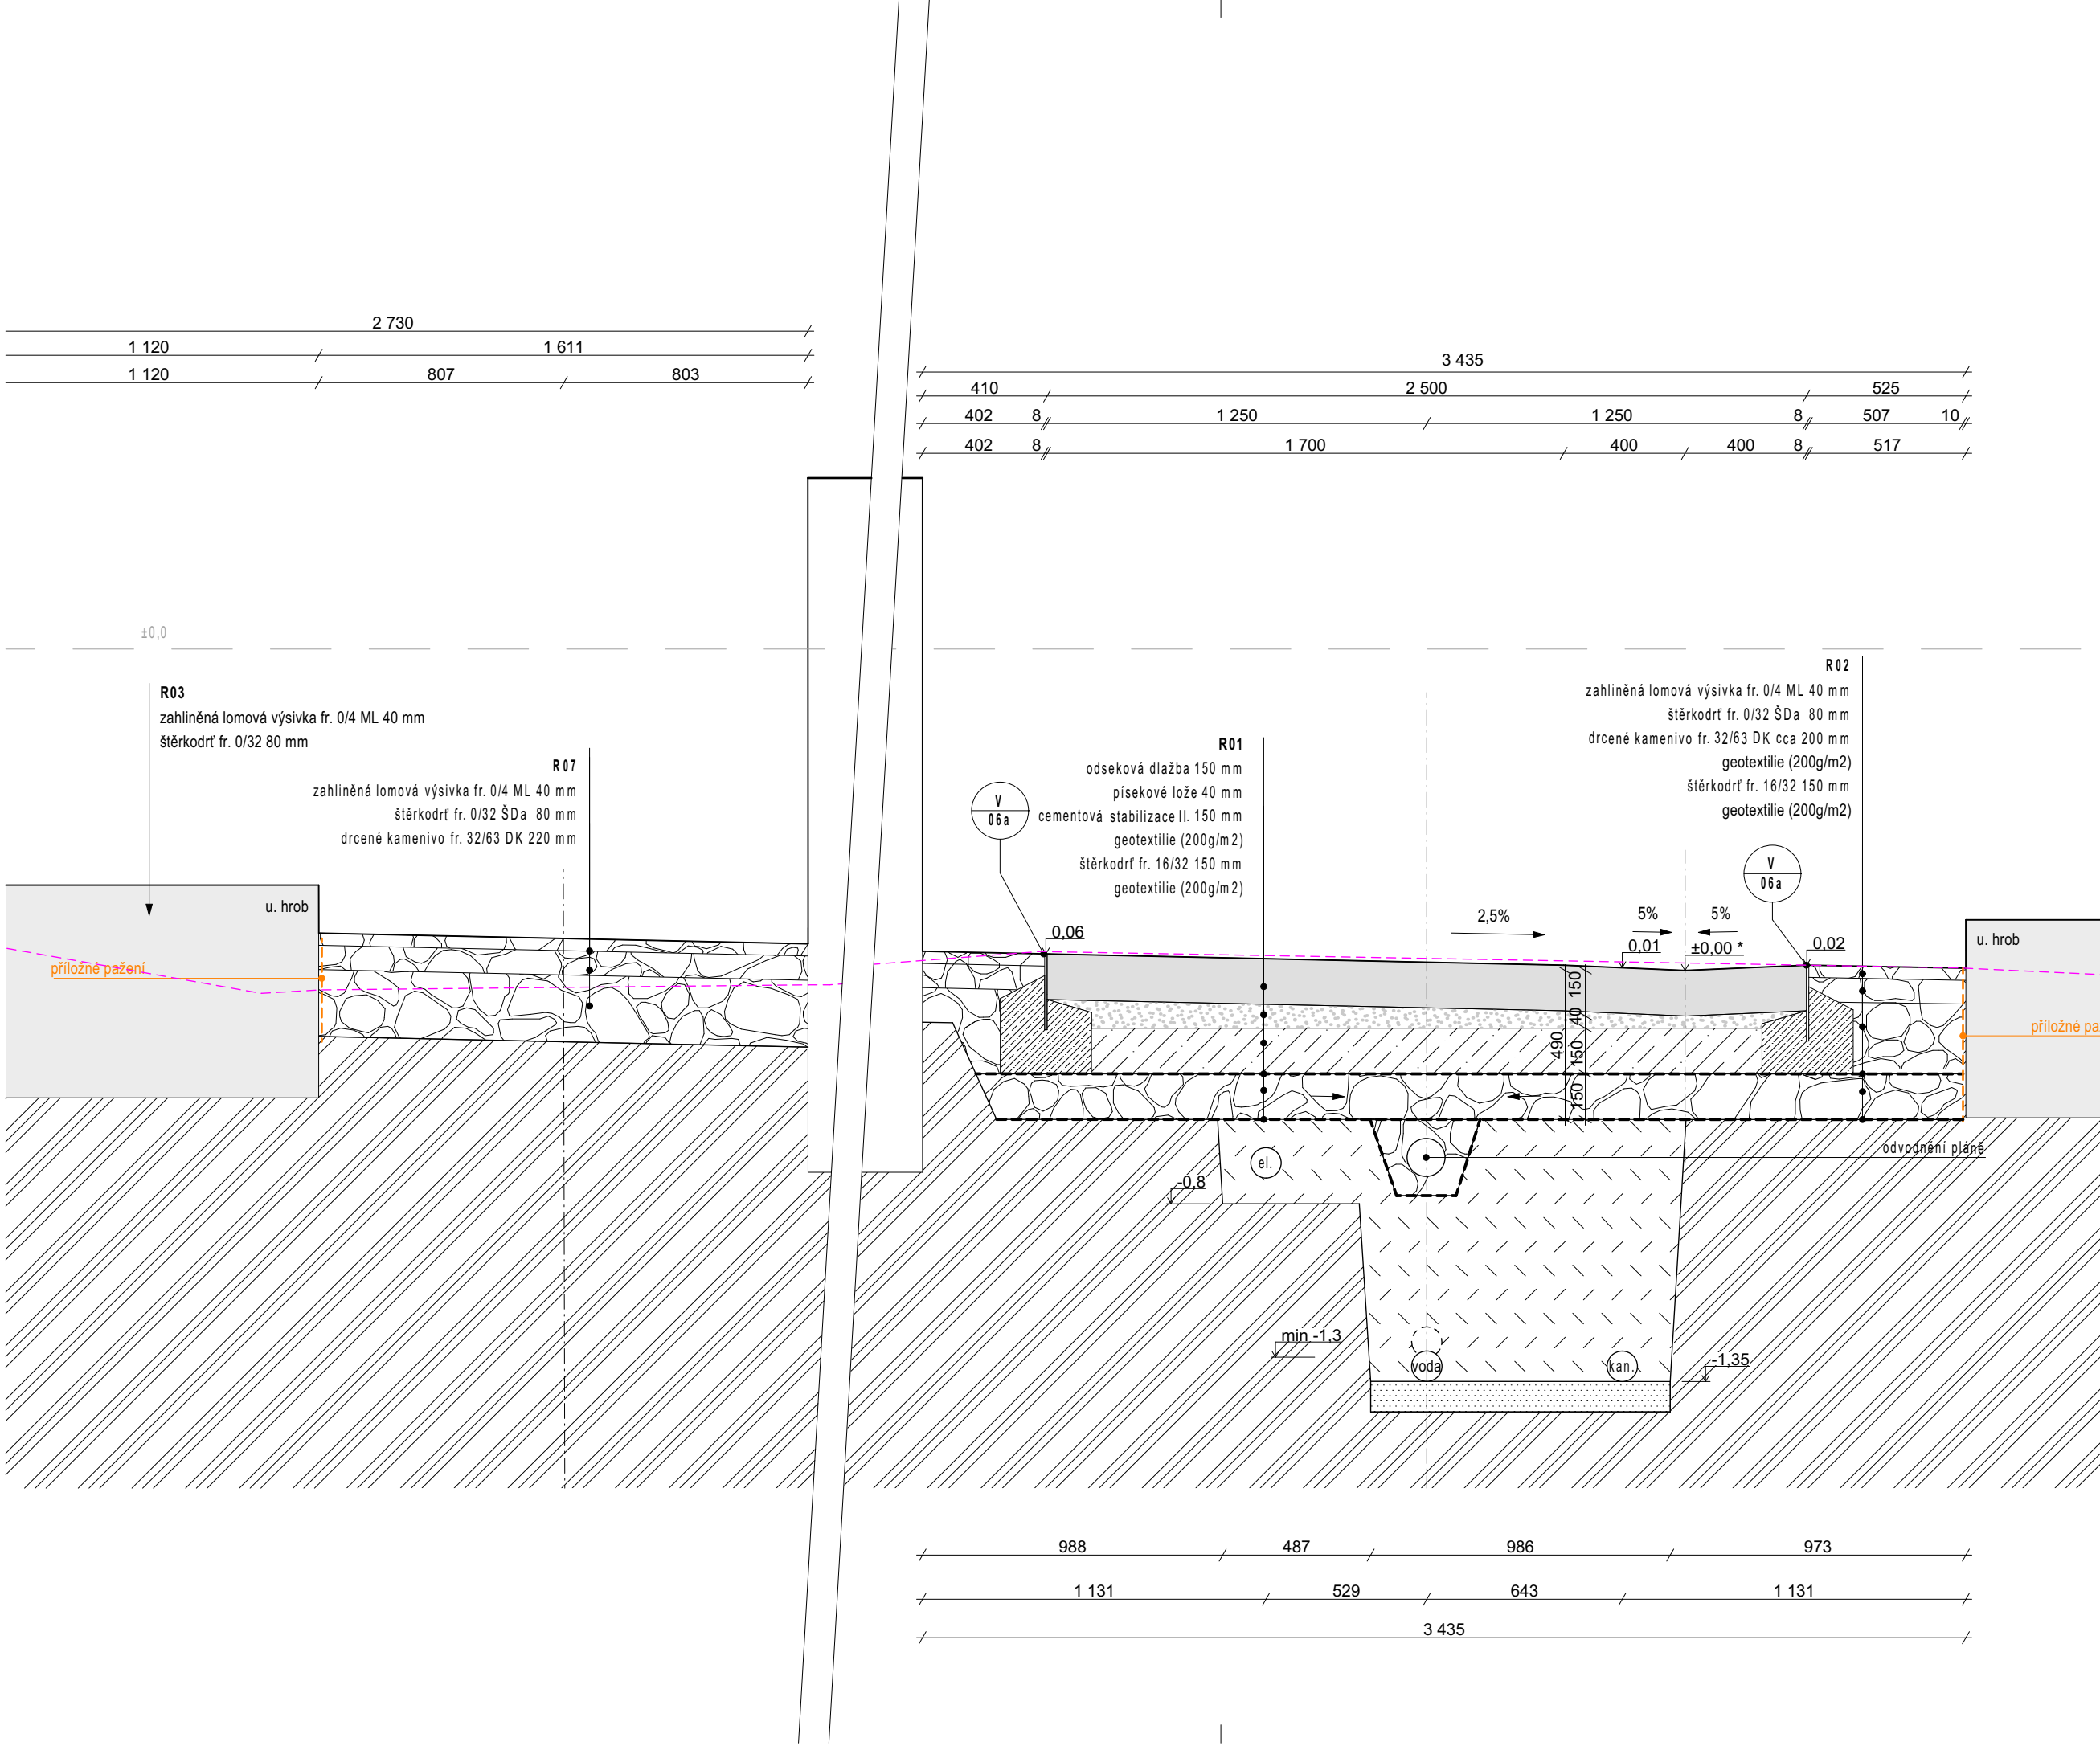 2 730
1 120
1 611
1 120
807
803
3 435
410
2 500
525
402
8
1 250
1 250
8
507
10
402
8
1 700
400
400
8
517
±0,0
R03
zahliněná lomová výsivka fr. 0/4 ML 40 mm
štěrkodrť fr. 0/32 80 mm
R07
zahliněná lomová výsivka fr. 0/4 ML 40 mm
štěrkodrť fr. 0/32 ŠDa 80 mm
drcené kamenivo fr. 32/63 DK 220 mm
R01
odseková dlažba 150 mm
písekové lože 40 mm
cementová stabilizace II. 150 mm
geotextilie (200g/m2)
štěrkodrť fr. 16/32 150 mm
geotextilie (200g/m2)
R02
zahliněná lomová výsivka fr. 0/4 ML 40 mm
štěrkodrť fr. 0/32 ŠDa 80 mm
drcené kamenivo fr. 32/63 DK cca 200 mm
geotextilie (200g/m2)
štěrkodrť fr. 16/32 150 mm
geotextilie (200g/m2)
V
06a
V
06a
u. hrob
příložné pažení
0,06
2,5%
5%
5%
0,01
±0,00 *
0,02
u. hrob
příložné pa
150
40
150
150
490
odvodnění pláně
el.
-0,8
min -1,3
voda
kan.
-1,35
988
487
986
973
1 131
529
643
1 131
3 435